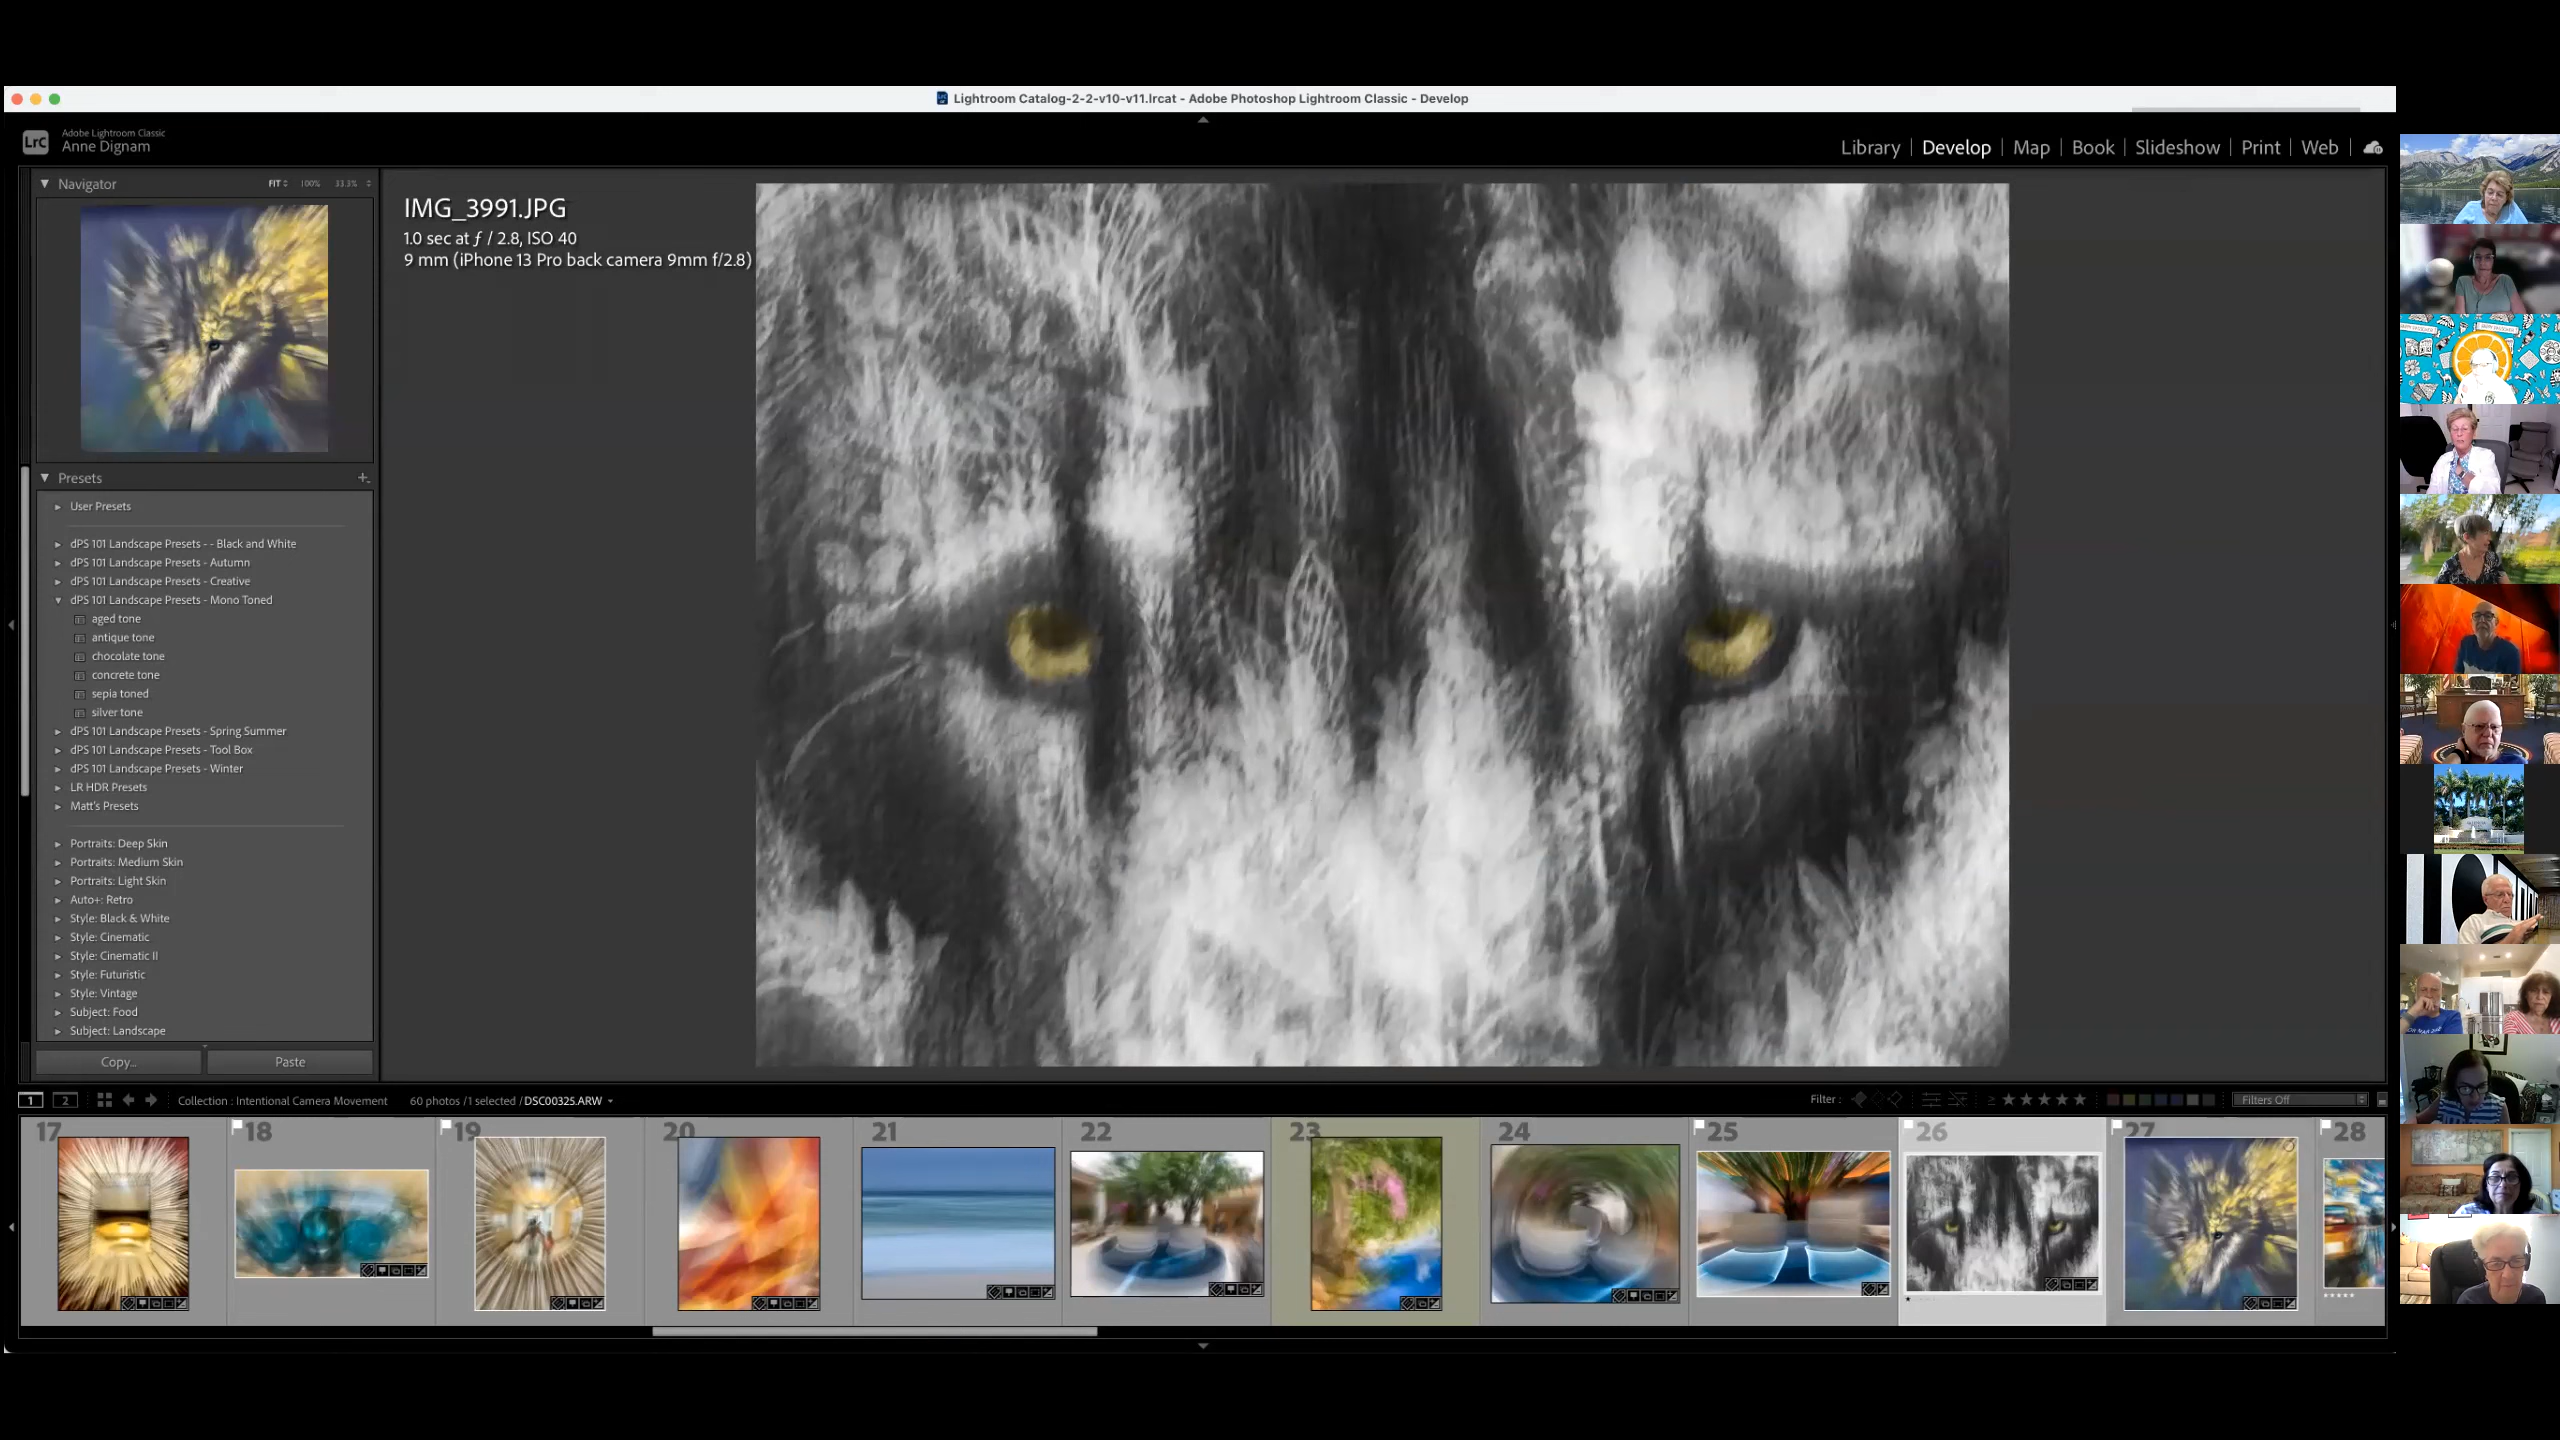 Lightroom Catalog-2-2-v10-v11.lrcat - Adobe Photoshop Lightroom Classic - Develop
LrC
Adobe Lightroom Classic
Anne Dignam
Library | Develop | Map | Book | Slideshow | Print | Web |
Navigator
FIT
100%
33.3%
IMG_3991.JPG
1.0 sec at ƒ / 2.8, ISO 40
9 mm (iPhone 13 Pro back camera 9mm f/2.8)
Presets
User Presets
dPS 101 Landscape Presets - - Black and White
dPS 101 Landscape Presets - Autumn
dPS 101 Landscape Presets - Creative
dPS 101 Landscape Presets - Mono Toned
aged tone
antique tone
chocolate tone
concrete tone
sepia toned
silver tone
dPS 101 Landscape Presets - Spring Summer
dPS 101 Landscape Presets - Tool Box
dPS 101 Landscape Presets - Winter
LR HDR Presets
Matt's Presets
Portraits: Deep Skin
Portraits: Medium Skin
Portraits: Light Skin
Auto+: Retro
Style: Black & White
Style: Cinematic
Style: Cinematic II
Style: Futuristic
Style: Vintage
Subject: Food
Subject: Landscape
Copy...
Paste
1
2
Collection : Intentional Camera Movement
60 photos / 1 selected / DSC00325.ARW
Filter :
Filters Off
17
18
19
20
21
22
23
24
25
26
27
28